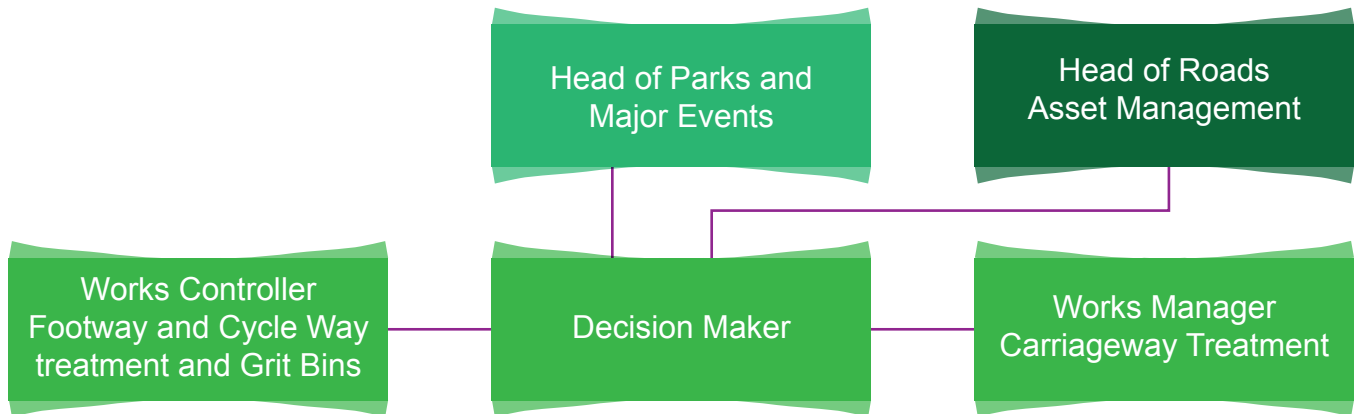 Head of Parks and
Major Events
Head of Roads
Asset Management
Works Controller
Footway and Cycle Way
treatment and Grit Bins
Decision Maker
Works Manager
Carriageway Treatment